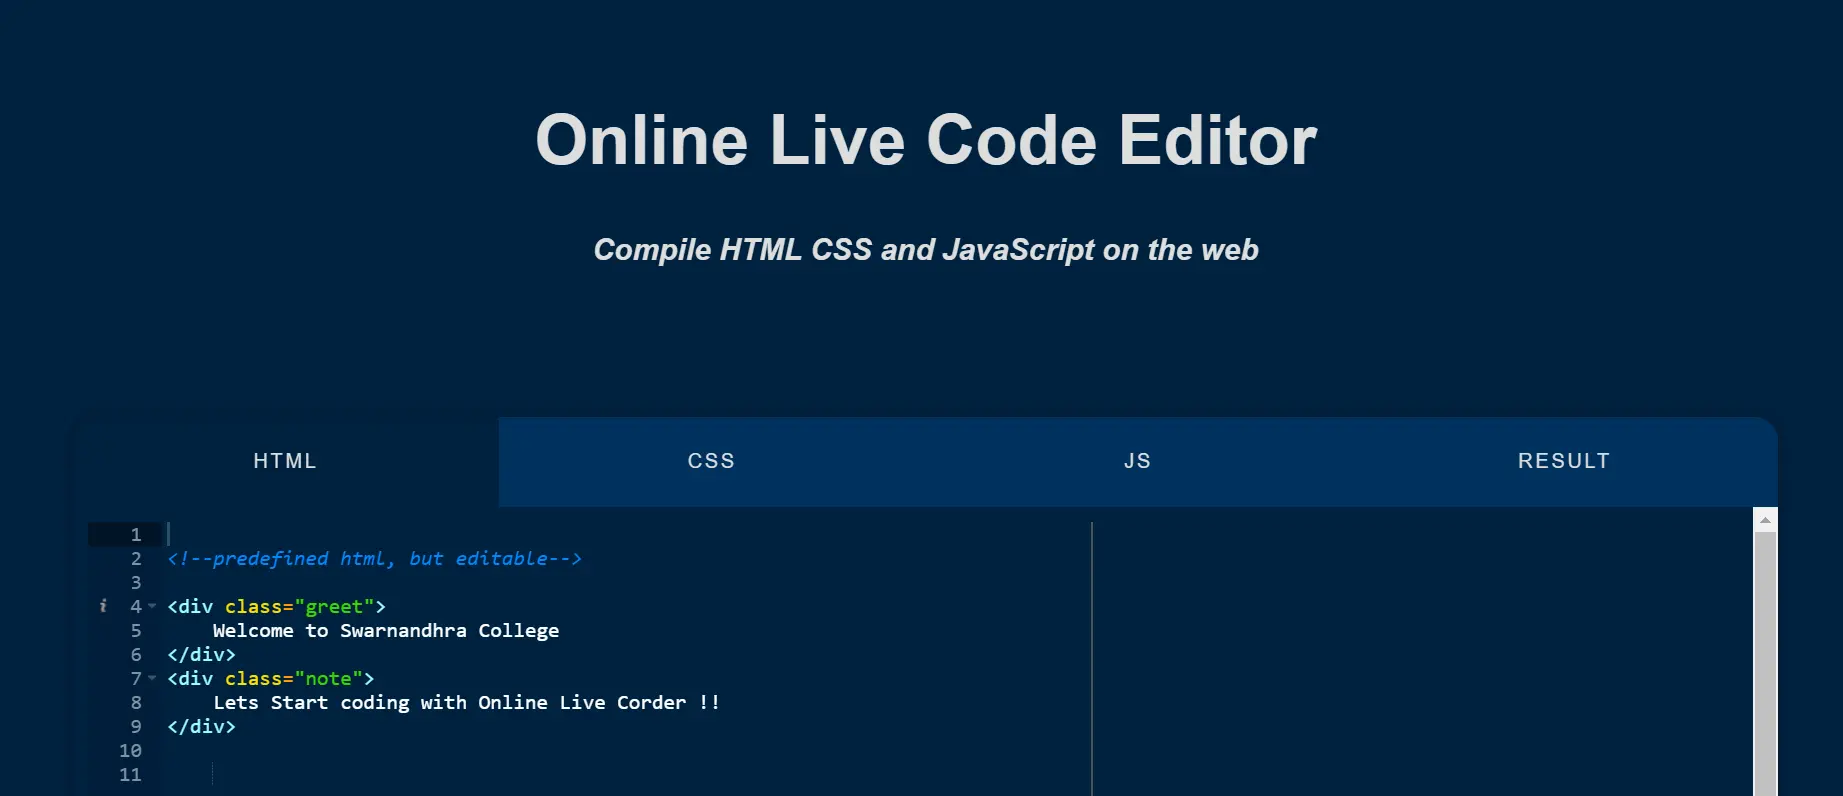 Online Live Code Editor
Compile HTML CSS and JavaScript on the web
HTML CSS JS RESULT
1
2 <!--predefined html, but editable-->
3
i 4 <div class="greet">
5 Welcome to Swarnandhra College
6 </div>
7 <div class="note">
8 Lets Start coding with Online Live Corder !!
9 </div>
10
11